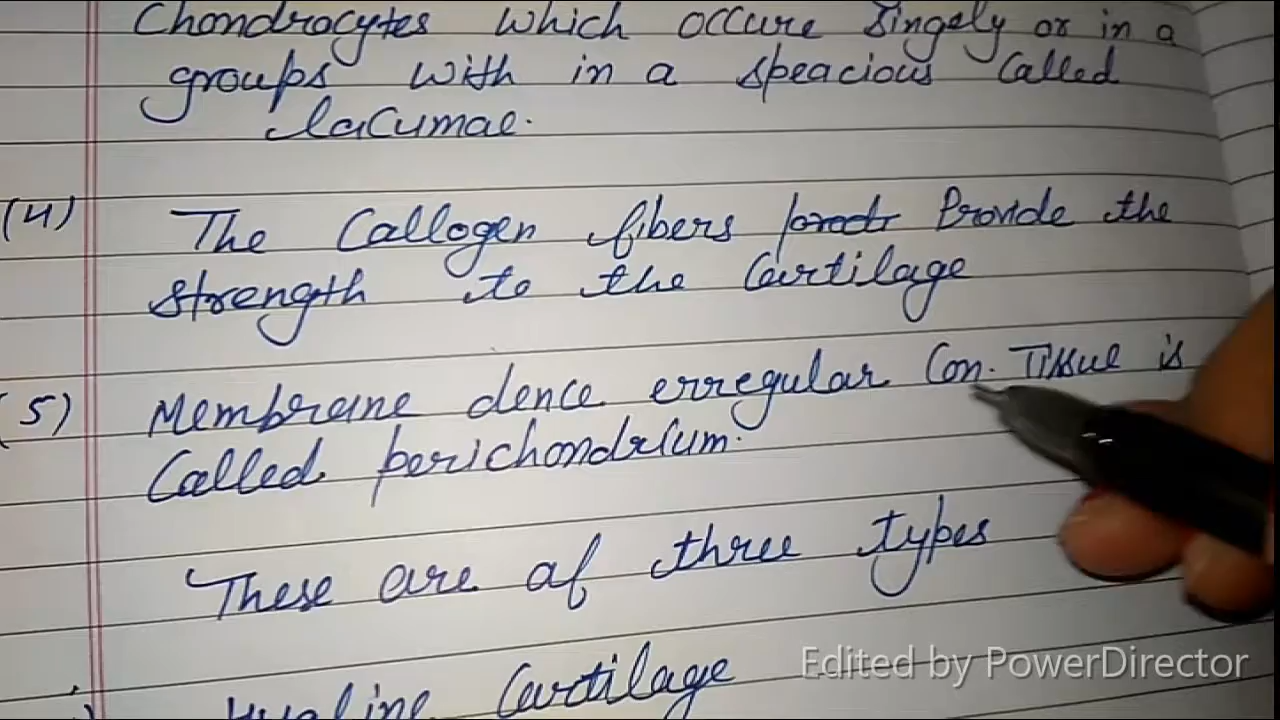 Chondrocytes which occure singely or in a
groups with in a speacious called
lacumae.
(4) The Callogen fibers Provide the
strength to the Cartilage
(5) Membrane dence erregular Con. Tissue is
Called perichondrium.
These are of three types
Hyaline Cartilage
Edited by PowerDirector